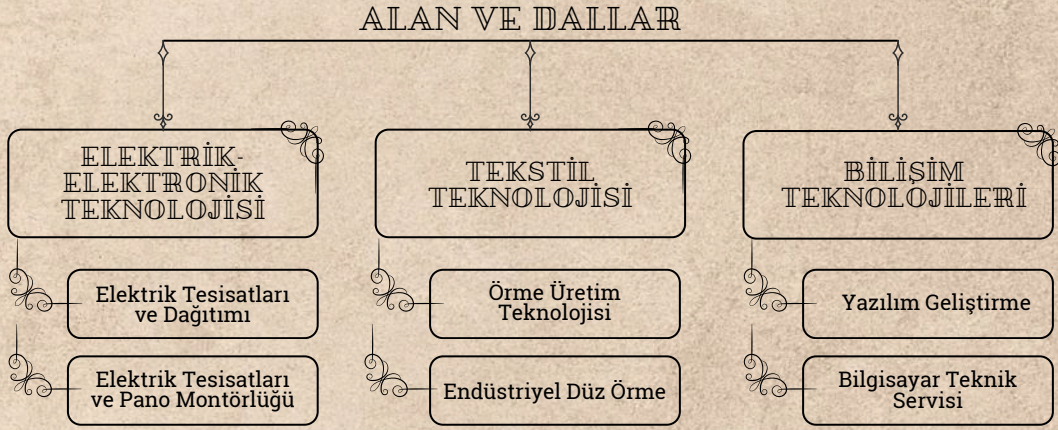 ALAN VE DALLAR
ELEKTRİK-
ELEKTRONİK
TEKNOLOJİSİ
Elektrik Tesisatları
ve Dağıtımı
Elektrik Tesisatları
ve Pano Montörlüğü
TEKSTİL
TEKNOLOJİSİ
Örme Üretim
Teknolojisi
Endüstriyel Düz Örme
BİLİŞİM
TEKNOLOJİLERİ
Yazılım Geliştirme
Bilgisayar Teknik
Servisi